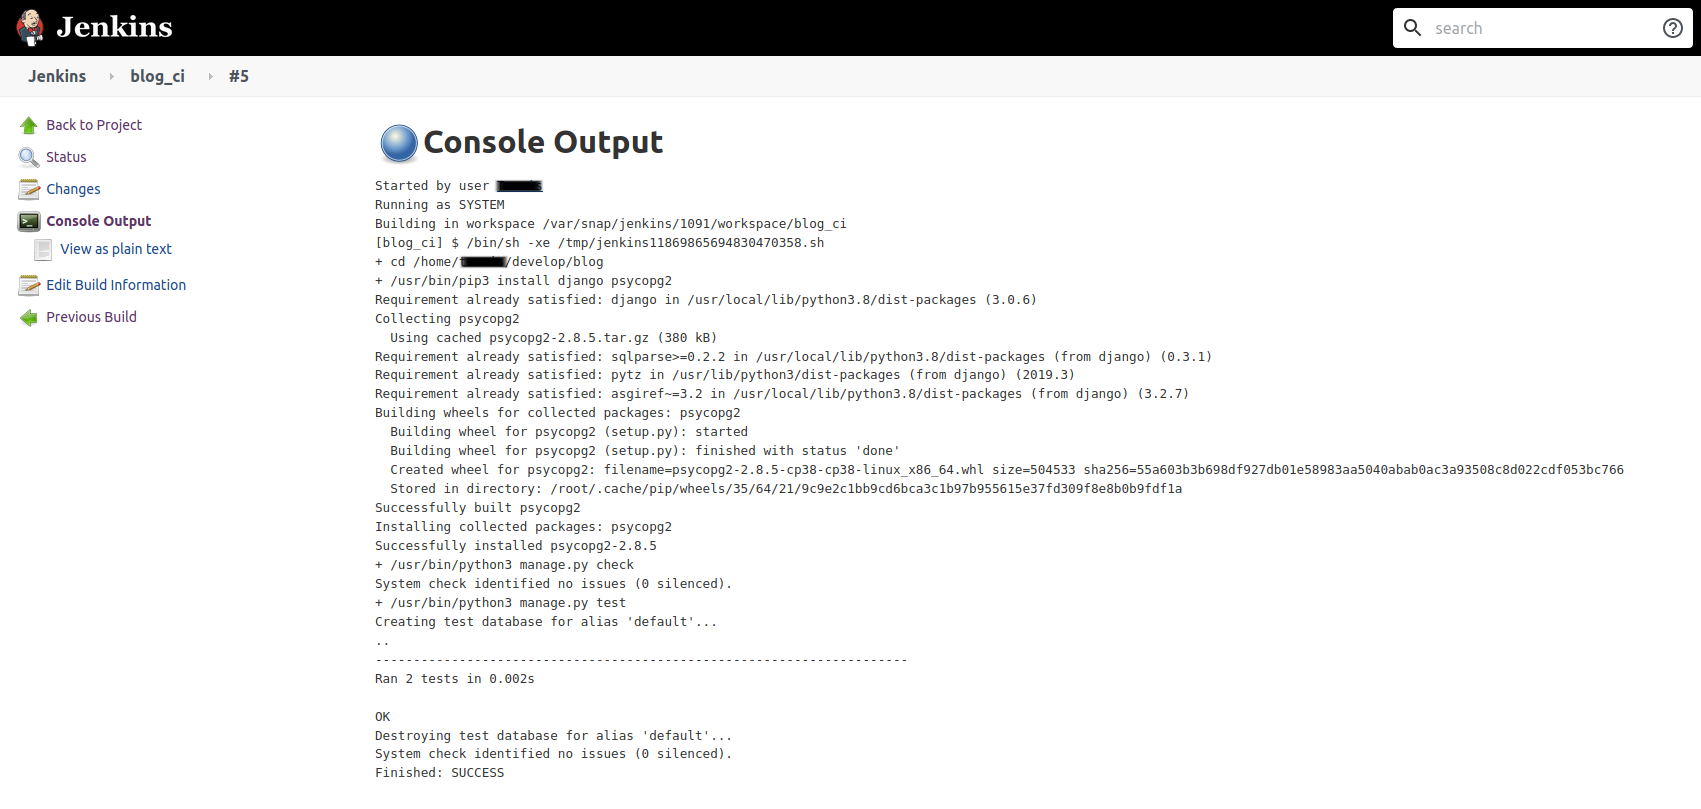 Jenkins
search
Jenkins
blog_ci
#5
Back to Project
Status
Changes
Console Output
View as plain text
Edit Build Information
Previous Build
Console Output
Started by user
Running as SYSTEM
Building in workspace /var/snap/jenkins/1091/workspace/blog_ci
[blog_ci] $ /bin/sh -xe /tmp/jenkins11869865694830470358.sh
+ cd /home/ /develop/blog
+ /usr/bin/pip3 install django psycopg2
Requirement already satisfied: django in /usr/local/lib/python3.8/dist-packages (3.0.6)
Collecting psycopg2
  Using cached psycopg2-2.8.5.tar.gz (380 kB)
Requirement already satisfied: sqlparse>=0.2.2 in /usr/local/lib/python3.8/dist-packages (from django) (0.3.1)
Requirement already satisfied: pytz in /usr/lib/python3/dist-packages (from django) (2019.3)
Requirement already satisfied: asgiref~=3.2 in /usr/local/lib/python3.8/dist-packages (from django) (3.2.7)
Building wheels for collected packages: psycopg2
  Building wheel for psycopg2 (setup.py): started
  Building wheel for psycopg2 (setup.py): finished with status 'done'
  Created wheel for psycopg2: filename=psycopg2-2.8.5-cp38-cp38-linux_x86_64.whl size=504533 sha256=55a603b3b698df927db01e58983aa5040abab0ac3a93508c8d022cdf053bc766
  Stored in directory: /root/.cache/pip/wheels/35/64/21/9c9e2c1bb9cd6bca3c1b97b955615e37fd309f8e8b0b9fdf1a
Successfully built psycopg2
Installing collected packages: psycopg2
Successfully installed psycopg2-2.8.5
+ /usr/bin/python3 manage.py check
System check identified no issues (0 silenced).
+ /usr/bin/python3 manage.py test
Creating test database for alias 'default'...
..
----------------------------------------------------------------------
Ran 2 tests in 0.002s
OK
Destroying test database for alias 'default'...
System check identified no issues (0 silenced).
Finished: SUCCESS